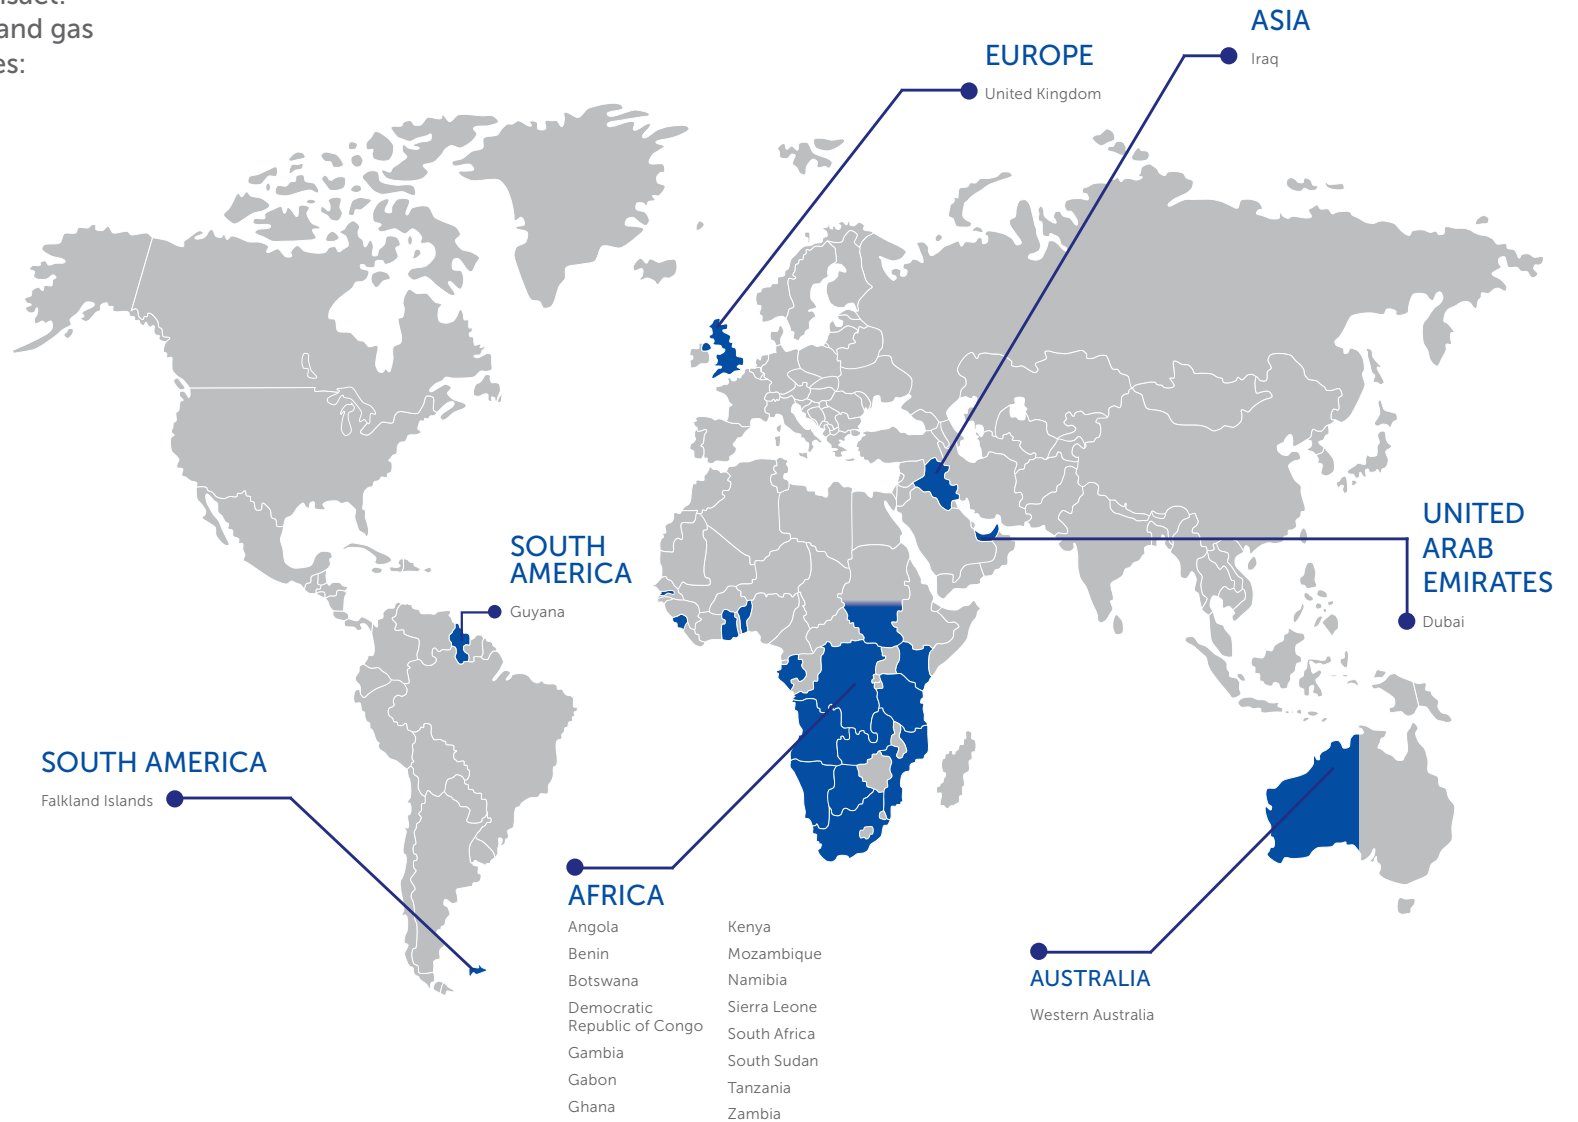 and gas
es:
ASIA
Iraq
EUROPE
United Kingdom
UNITED
ARAB
EMIRATES
Dubai
SOUTH
AMERICA
Guyana
SOUTH AMERICA
Falkland Islands
AFRICA
Angola
Benin
Botswana
Democratic
Republic of Congo
Gambia
Gabon
Ghana
Kenya
Mozambique
Namibia
Sierra Leone
South Africa
South Sudan
Tanzania
Zambia
AUSTRALIA
Western Australia